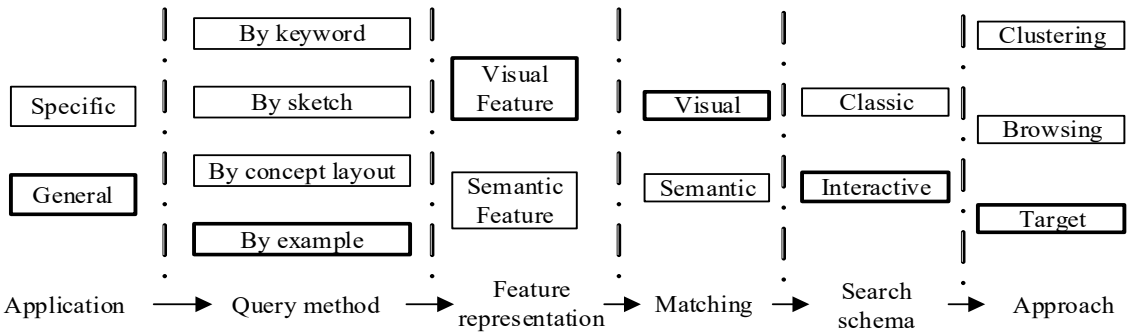 Specific
General
By keyword
By sketch
By concept layout
By example
Visual
Feature
Semantic
Feature
Visual
Semantic
Classic
Interactive
Clustering
Browsing
Target
Application
Query method
Feature
representation
Matching
Search
schema
Approach